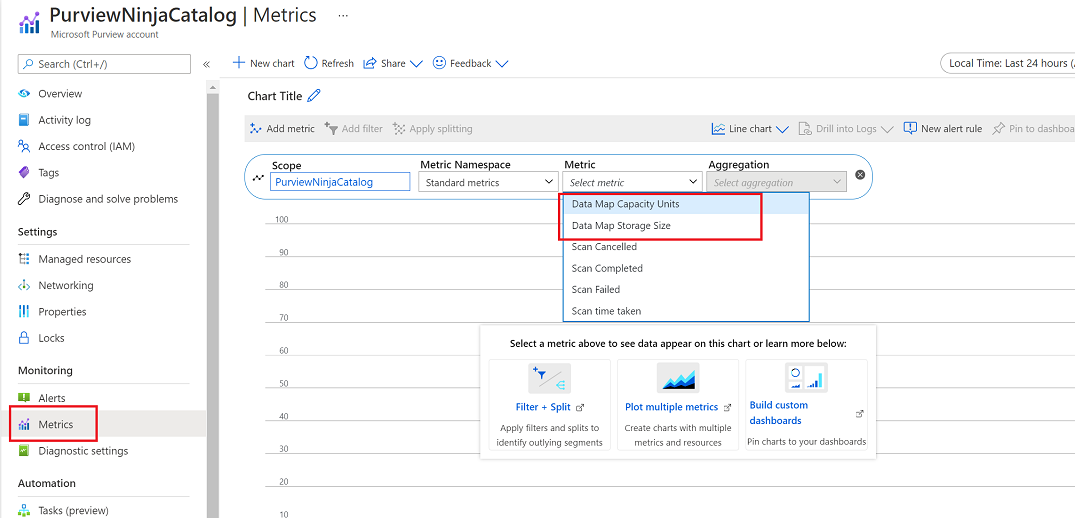 PurviewNinjaCatalog | Metrics ...
Microsoft Purview account
Search (Ctrl+/)
«
New chart Refresh Share Feedback
Local Time: Last 24 hours (
Overview
Activity log
Access control (IAM)
Tags
Diagnose and solve problems
Settings
Managed resources
Networking
Properties
Locks
Monitoring
Alerts
Metrics
Diagnostic settings
Automation
Tasks (preview)
Chart Title
Add metric Add filter Apply splitting
Line chart Drill into Logs New alert rule Pin to dashboa
Scope Metric Namespace Metric Aggregation
PurviewNinjaCatalog Standard metrics Select metric Select aggregation
Data Map Capacity Units
Data Map Storage Size
Scan Cancelled
Scan Completed
Scan Failed
Scan time taken
100
90
80
70
60
50
40
30
20
10
Select a metric above to see data appear on this chart or learn more below:
Filter + Split
Apply filters and splits to
identify outlying segments
Plot multiple metrics
Create charts with multiple
metrics and resources
Build custom
dashboards
Pin charts to your dashboards